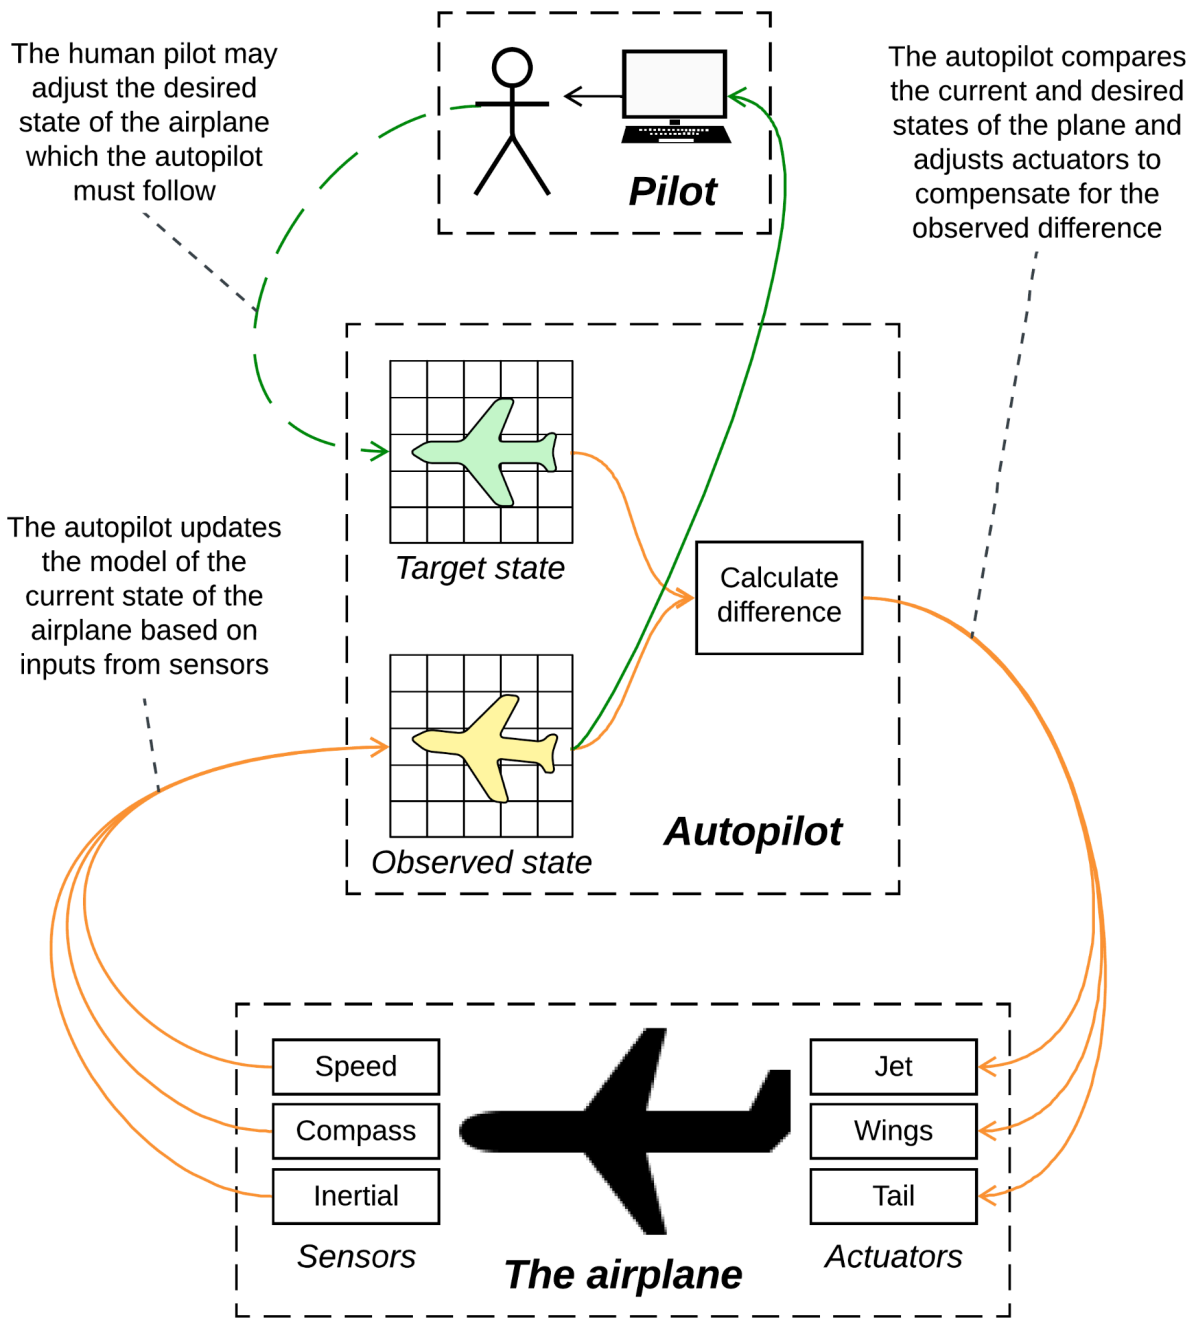 The human pilot may
adjust the desired
state of the airplane
which the autopilot
must follow
Pilot
The autopilot compares
the current and desired
states of the plane and
adjusts actuators to
compensate for the
observed difference
Target state
Calculate
difference
The autopilot updates
the model of the
current state of the
airplane based on
inputs from sensors
Observed state
Autopilot
Speed
Compass
Inertial
Sensors
The airplane
Jet
Wings
Tail
Actuators